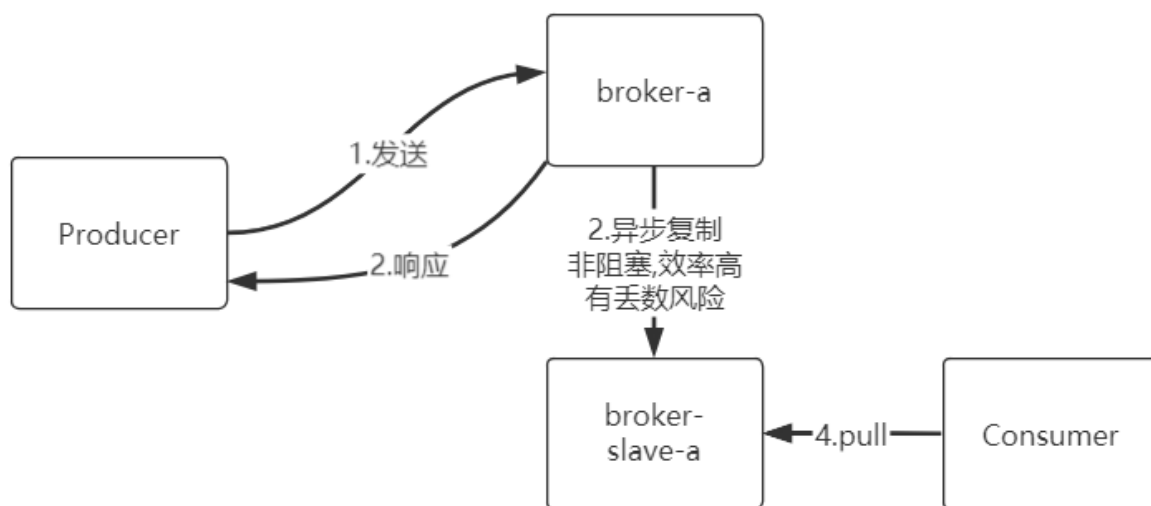 broker-a
1.发送
Producer
2.响应
2.异步复制
非阻塞,效率高
有丢数风险
broker-
slave-a
4.pull
Consumer